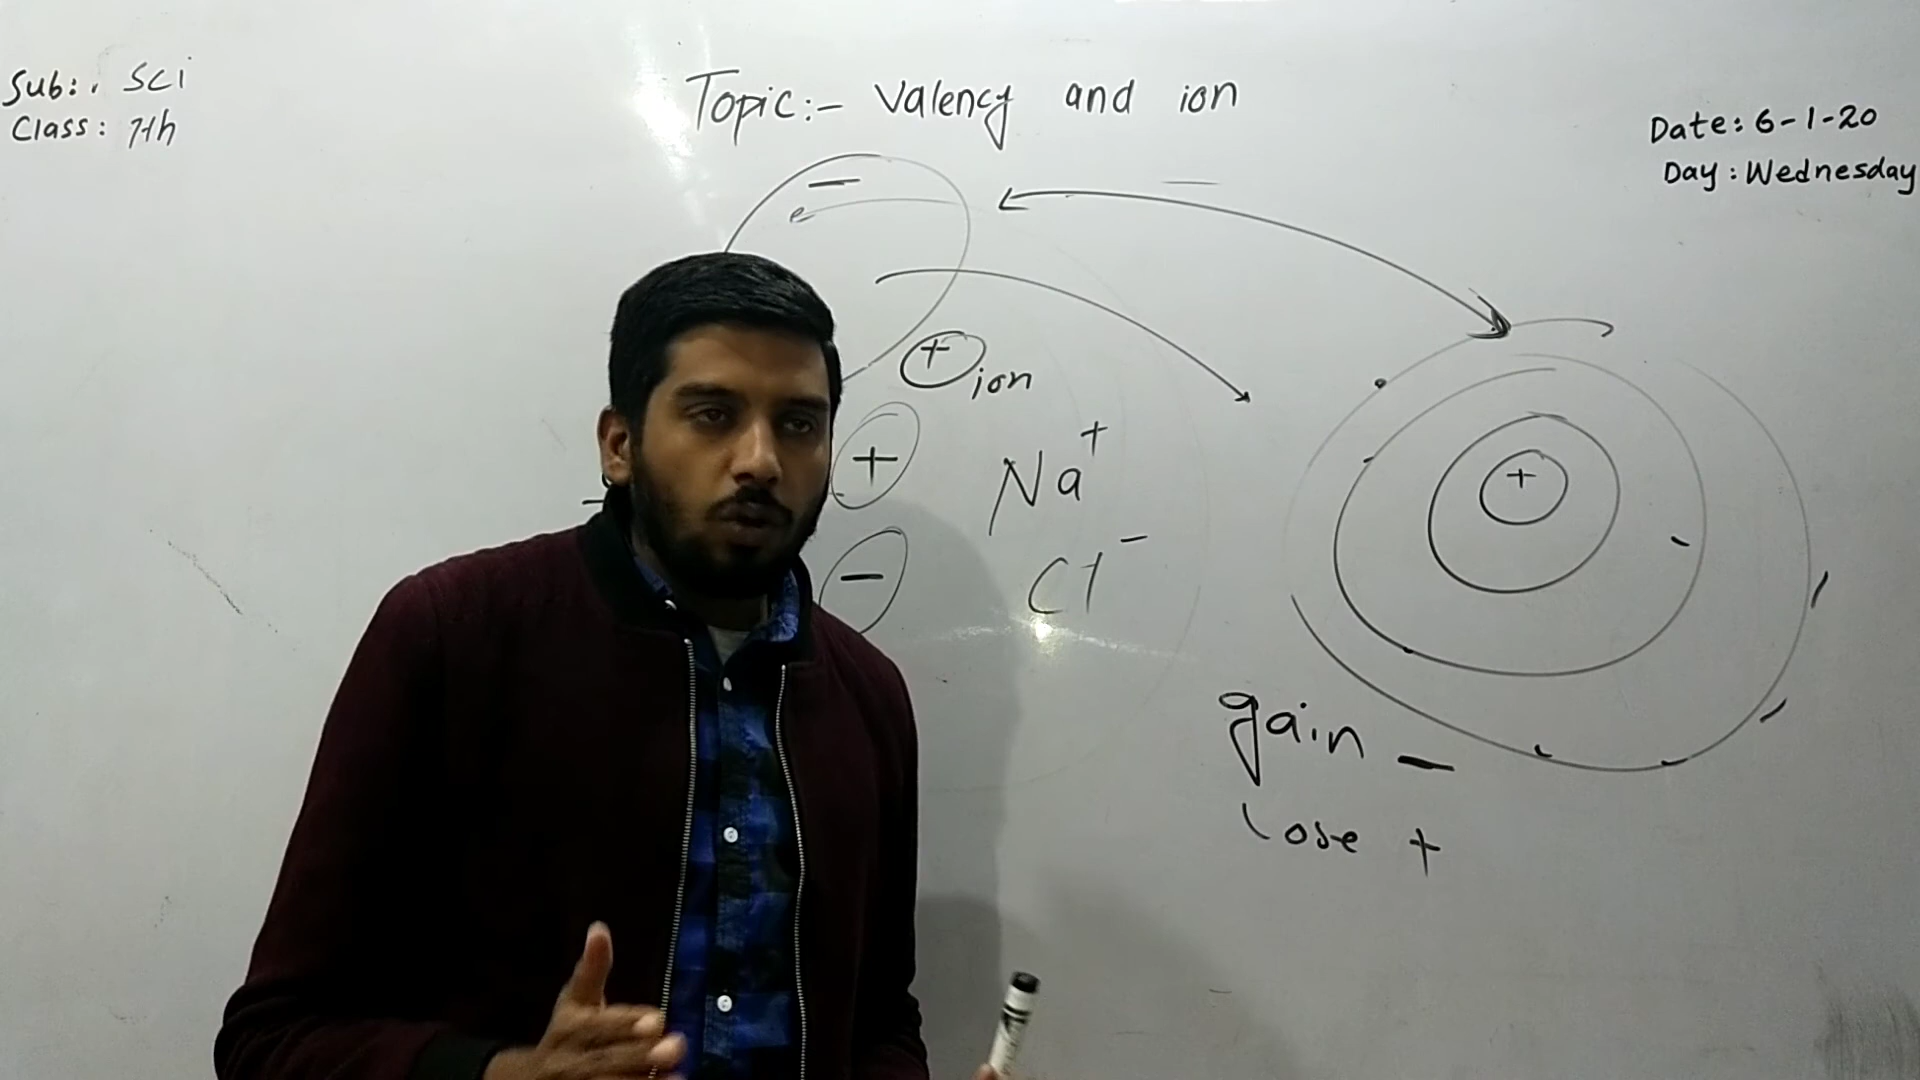 Sub: SCI
Class: 7th
Topic:- Valency and ion
Date: 6-1-20
Day: Wednesday
−
e
+ ion
+
Na+
−
Cl−
+
gain −
lose +